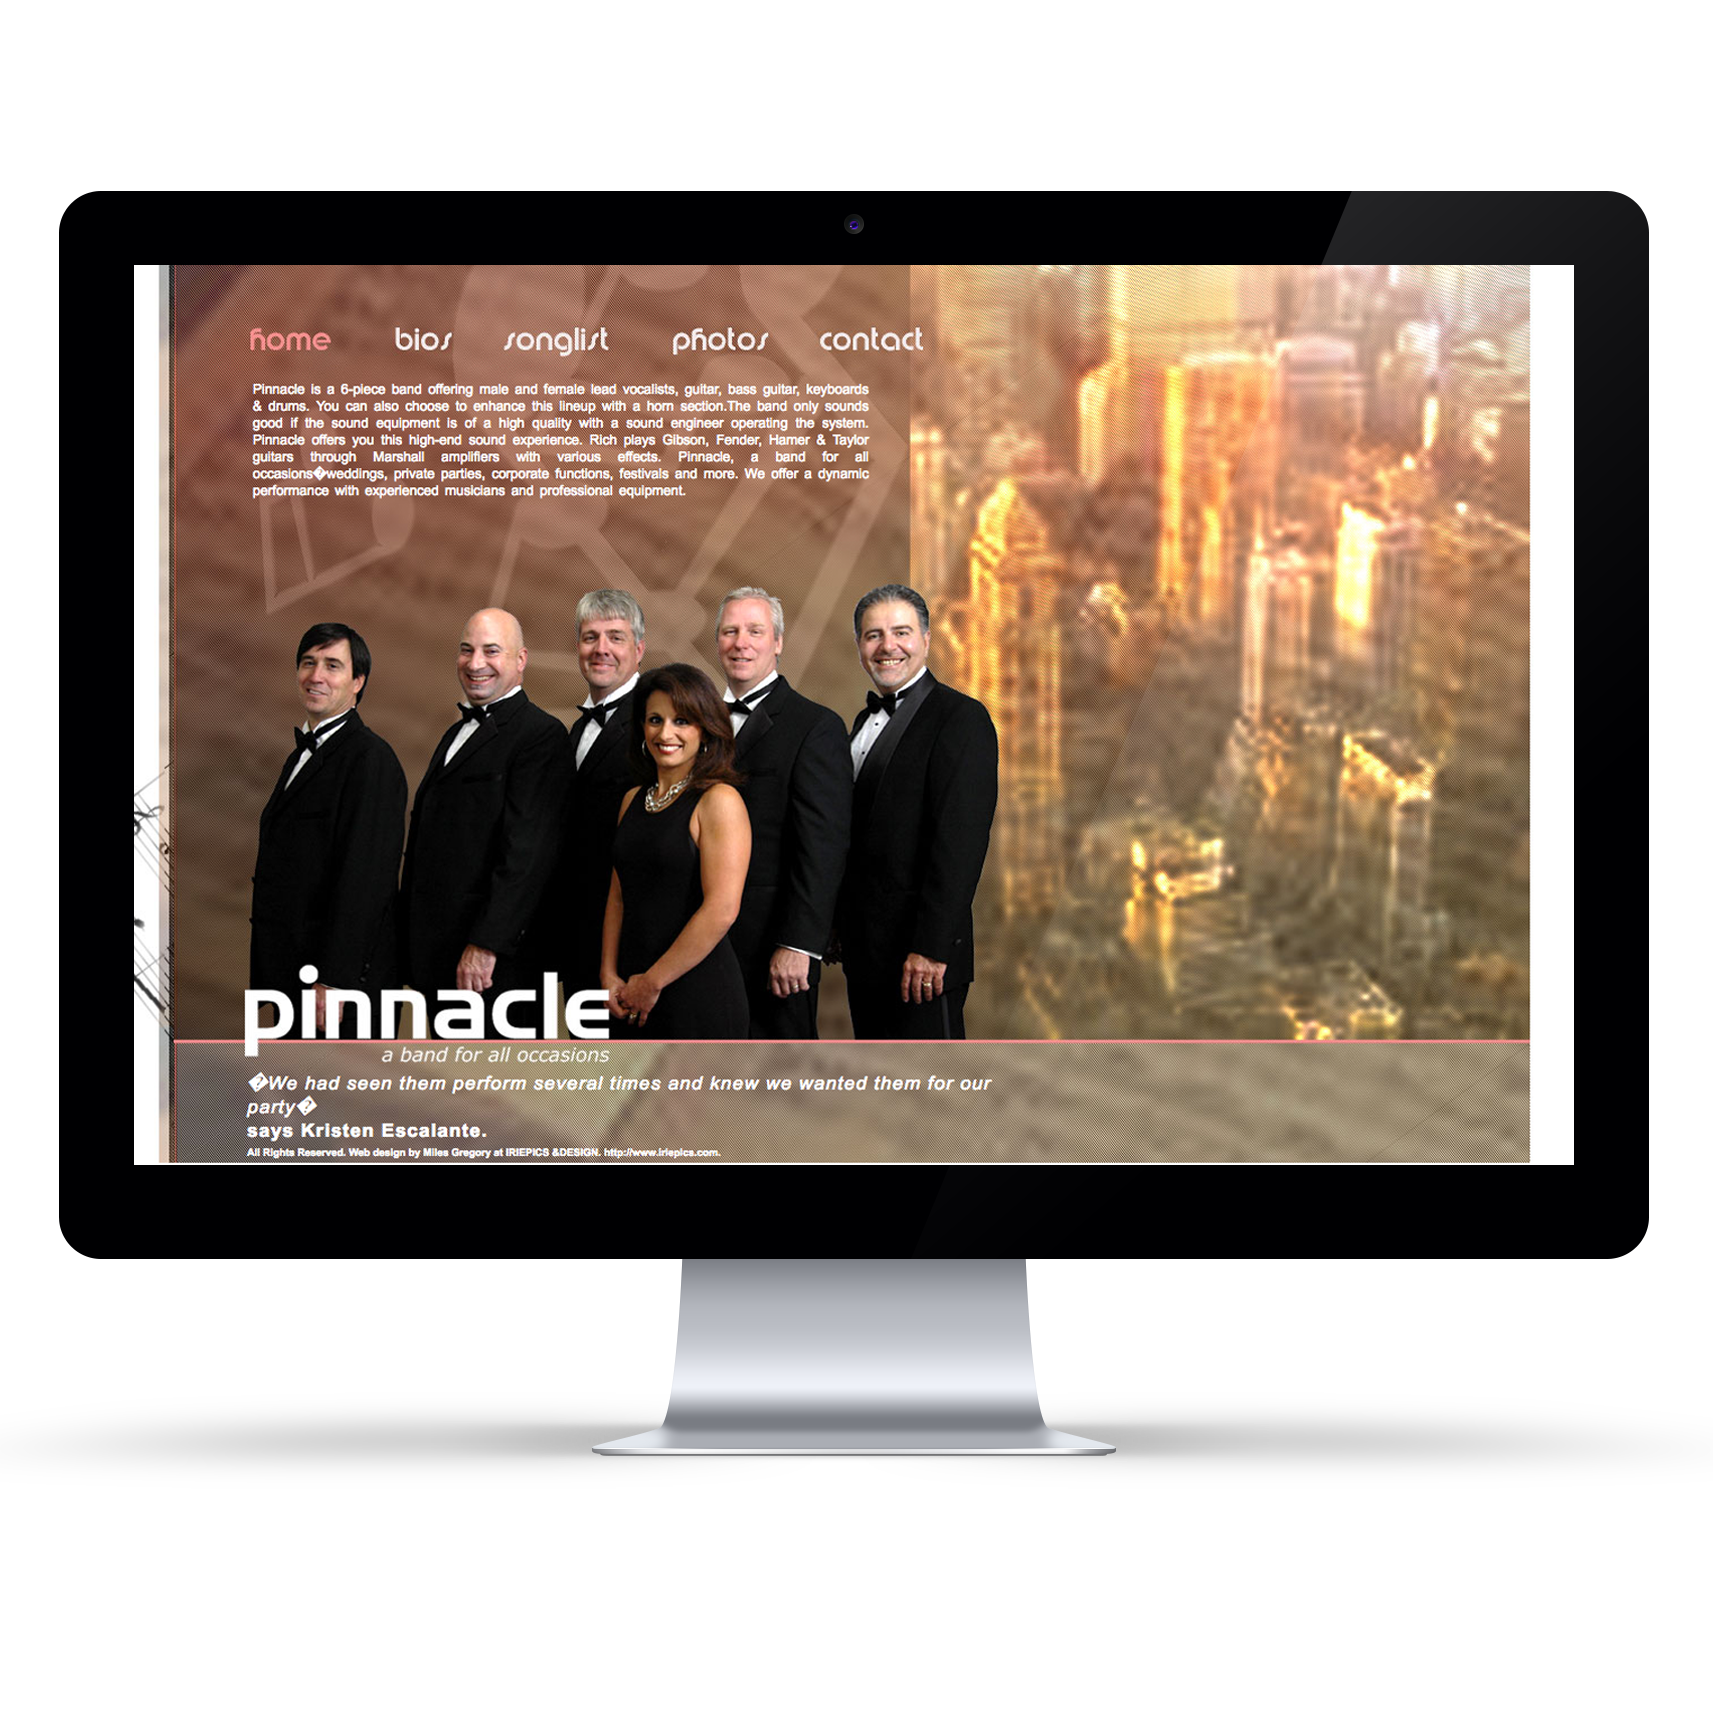 home bios songlist photos contact
Pinnacle is a 6-piece band offering male and female lead vocalists, guitar, bass guitar, keyboards
& drums. You can also choose to enhance this lineup with a horn section.The band only sounds
good if the sound equipment is of a high quality with a sound engineer operating the system.
Pinnacle offers you this high-end sound experience. Rich plays Gibson, Fender, Hamer & Taylor
guitars through Marshall amplifiers with various effects. Pinnacle, a band for all
occasions�weddings, private parties, corporate functions, festivals and more. We offer a dynamic
performance with experienced musicians and professional equipment.
pinnacle
a band for all occasions
�We had seen them perform several times and knew we wanted them for our
party�
says Kristen Escalante.
All Rights Reserved. Web design by Miles Gregory at IRIEPICS &DESIGN. http://www.iriepics.com.